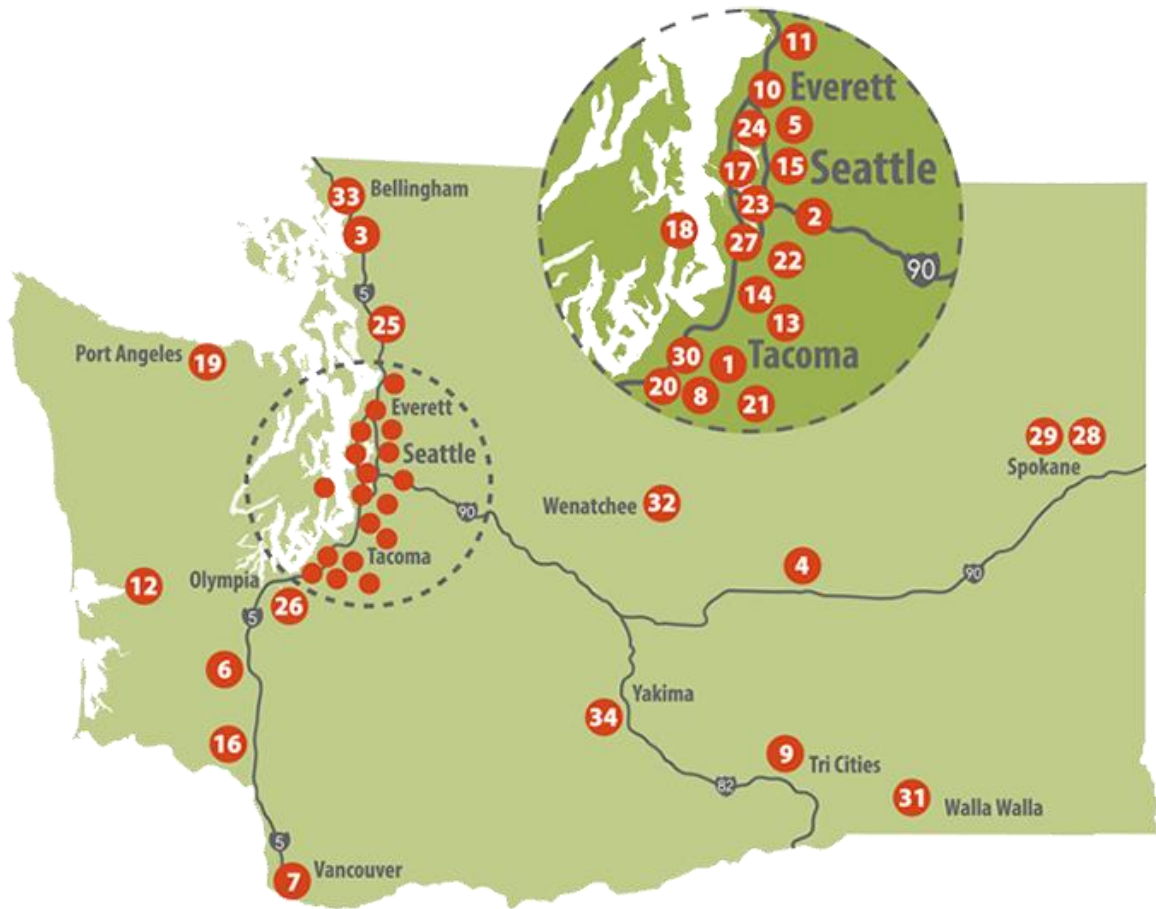 11
10 Everett
24 5
17 15 Seattle
23 2
18 27 22
90
14
13
30 1 Tacoma
20 8 21
33 Bellingham
3
5
25
Port Angeles 19
Everett
Seattle
90
Tacoma
Olympia
12
26
5
6
16
5
7 Vancouver
29 28
Spokane
Wenatchee 32
4
90
Yakima
34
9
Tri Cities
82
31
Walla Walla